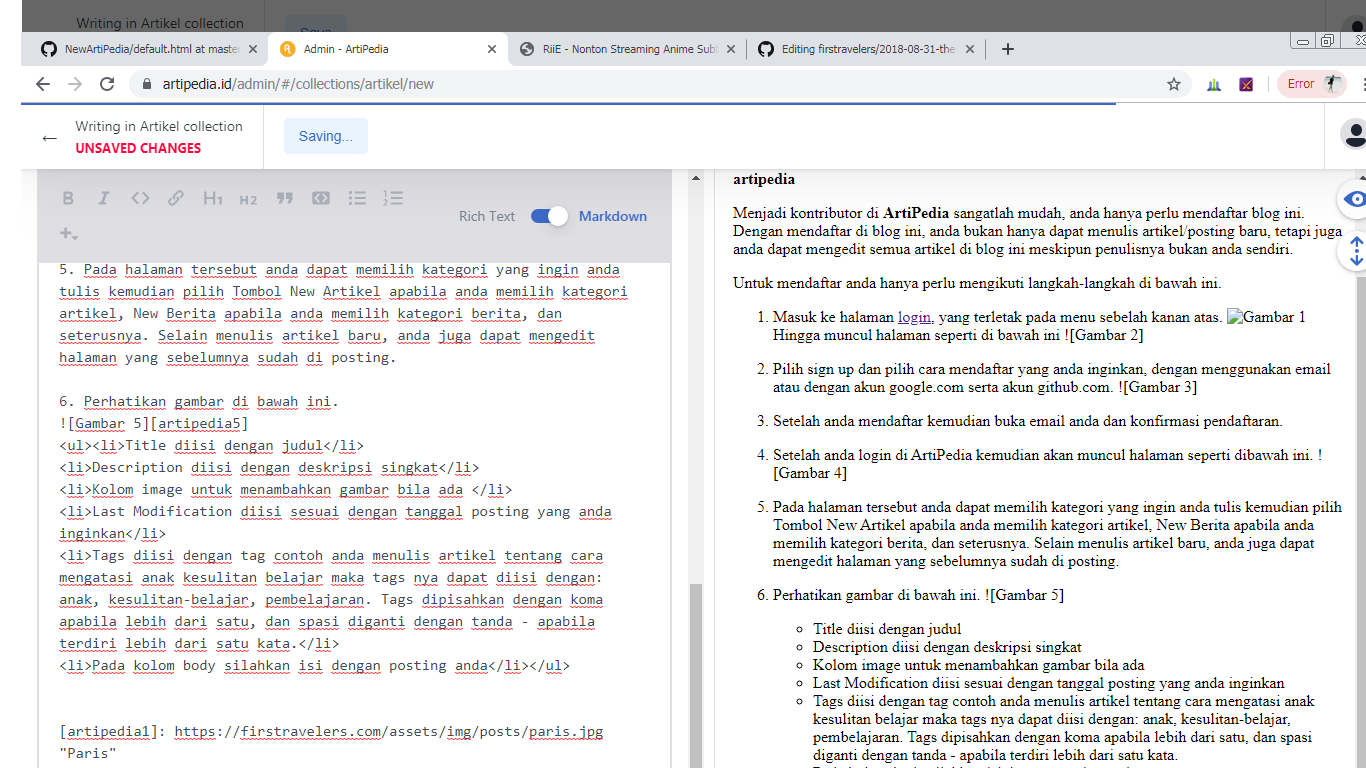 Writing in Artikel collection
NewArtiPedia/default.html at maste
Admin - ArtiPedia
RiiE - Nonton Streaming Anime Sub
Editing firstravelers/2018-08-31-the
artipedia.id/admin/#/collections/artikel/new
Error
Writing in Artikel collection
UNSAVED CHANGES
Saving...
B I <> H1 H2
Rich Text Markdown
5. Pada halaman tersebut anda dapat memilih kategori yang ingin anda
tulis kemudian pilih Tombol New Artikel apabila anda memilih kategori
artikel, New Berita apabila anda memilih kategori berita, dan
seterusnya. Selain menulis artikel baru, anda juga dapat mengedit
halaman yang sebelumnya sudah di posting.
6. Perhatikan gambar di bawah ini.
![Gambar 5][artipedia5]
<ul><li>Title diisi dengan judul</li>
<li>Description diisi dengan deskripsi singkat</li>
<li>Kolom image untuk menambahkan gambar bila ada </li>
<li>Last Modification diisi sesuai dengan tanggal posting yang anda
inginkan</li>
<li>Tags diisi dengan tag contoh anda menulis artikel tentang cara
mengatasi anak kesulitan belajar maka tags nya dapat diisi dengan:
anak, kesulitan-belajar, pembelajaran. Tags dipisahkan dengan koma
apabila lebih dari satu, dan spasi diganti dengan tanda - apabila
terdiri lebih dari satu kata.</li>
<li>Pada kolom body silahkan isi dengan posting anda</li></ul>
[artipedia1]: https://firstravelers.com/assets/img/posts/paris.jpg
"Paris"
artipedia
Menjadi kontributor di ArtiPedia sangatlah mudah, anda hanya perlu mendaftar blog ini.
Dengan mendaftar di blog ini, anda bukan hanya dapat menulis artikel/posting baru, tetapi juga
anda dapat mengedit semua artikel di blog ini meskipun penulisnya bukan anda sendiri.
Untuk mendaftar anda hanya perlu mengikuti langkah-langkah di bawah ini.
1. Masuk ke halaman login, yang terletak pada menu sebelah kanan atas. Gambar 1
Hingga muncul halaman seperti di bawah ini ![Gambar 2]
2. Pilih sign up dan pilih cara mendaftar yang anda inginkan, dengan menggunakan email
atau dengan akun google.com serta akun github.com. ![Gambar 3]
3. Setelah anda mendaftar kemudian buka email anda dan konfirmasi pendaftaran.
4. Setelah anda login di ArtiPedia kemudian akan muncul halaman seperti dibawah ini. !
[Gambar 4]
5. Pada halaman tersebut anda dapat memilih kategori yang ingin anda tulis kemudian pilih
Tombol New Artikel apabila anda memilih kategori artikel, New Berita apabila anda
memilih kategori berita, dan seterusnya. Selain menulis artikel baru, anda juga dapat
mengedit halaman yang sebelumnya sudah di posting.
6. Perhatikan gambar di bawah ini. ![Gambar 5]
Title diisi dengan judul
Description diisi dengan deskripsi singkat
Kolom image untuk menambahkan gambar bila ada
Last Modification diisi sesuai dengan tanggal posting yang anda inginkan
Tags diisi dengan tag contoh anda menulis artikel tentang cara mengatasi anak
kesulitan belajar maka tags nya dapat diisi dengan: anak, kesulitan-belajar,
pembelajaran. Tags dipisahkan dengan koma apabila lebih dari satu, dan spasi
diganti dengan tanda - apabila terdiri lebih dari satu kata.